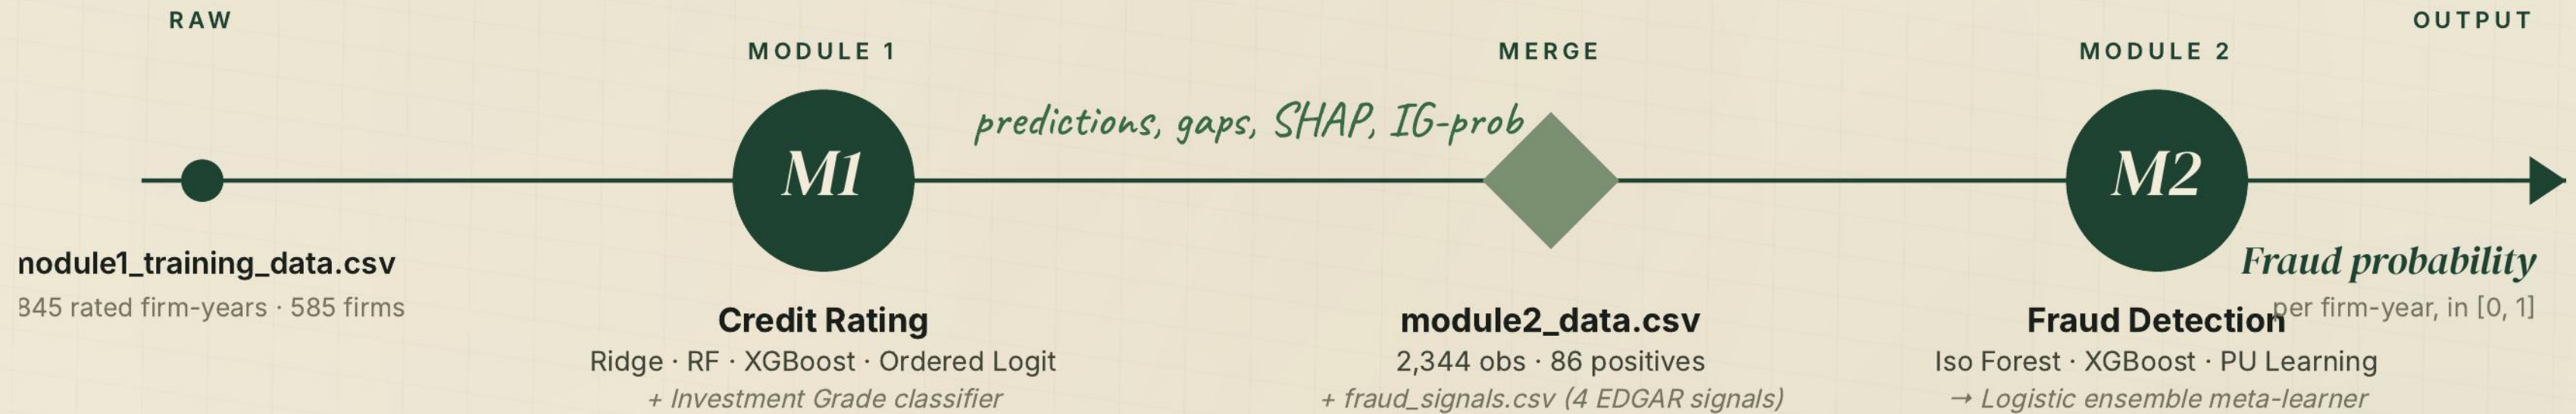 RAW
OUTPUT
MODULE 1
MERGE
MODULE 2
predictions, gaps, SHAP, IG-prob
M1
M2
nodule1_training_data.csv
Fraud probability
845 rated firm-years · 585 firms
per firm-year, in [0, 1]
Credit Rating
module2_data.csv
Fraud Detection
Ridge · RF · XGBoost · Ordered Logit
2,344 obs · 86 positives
Iso Forest · XGBoost · PU Learning
+ Investment Grade classifier
+ fraud_signals.csv (4 EDGAR signals)
→ Logistic ensemble meta-learner